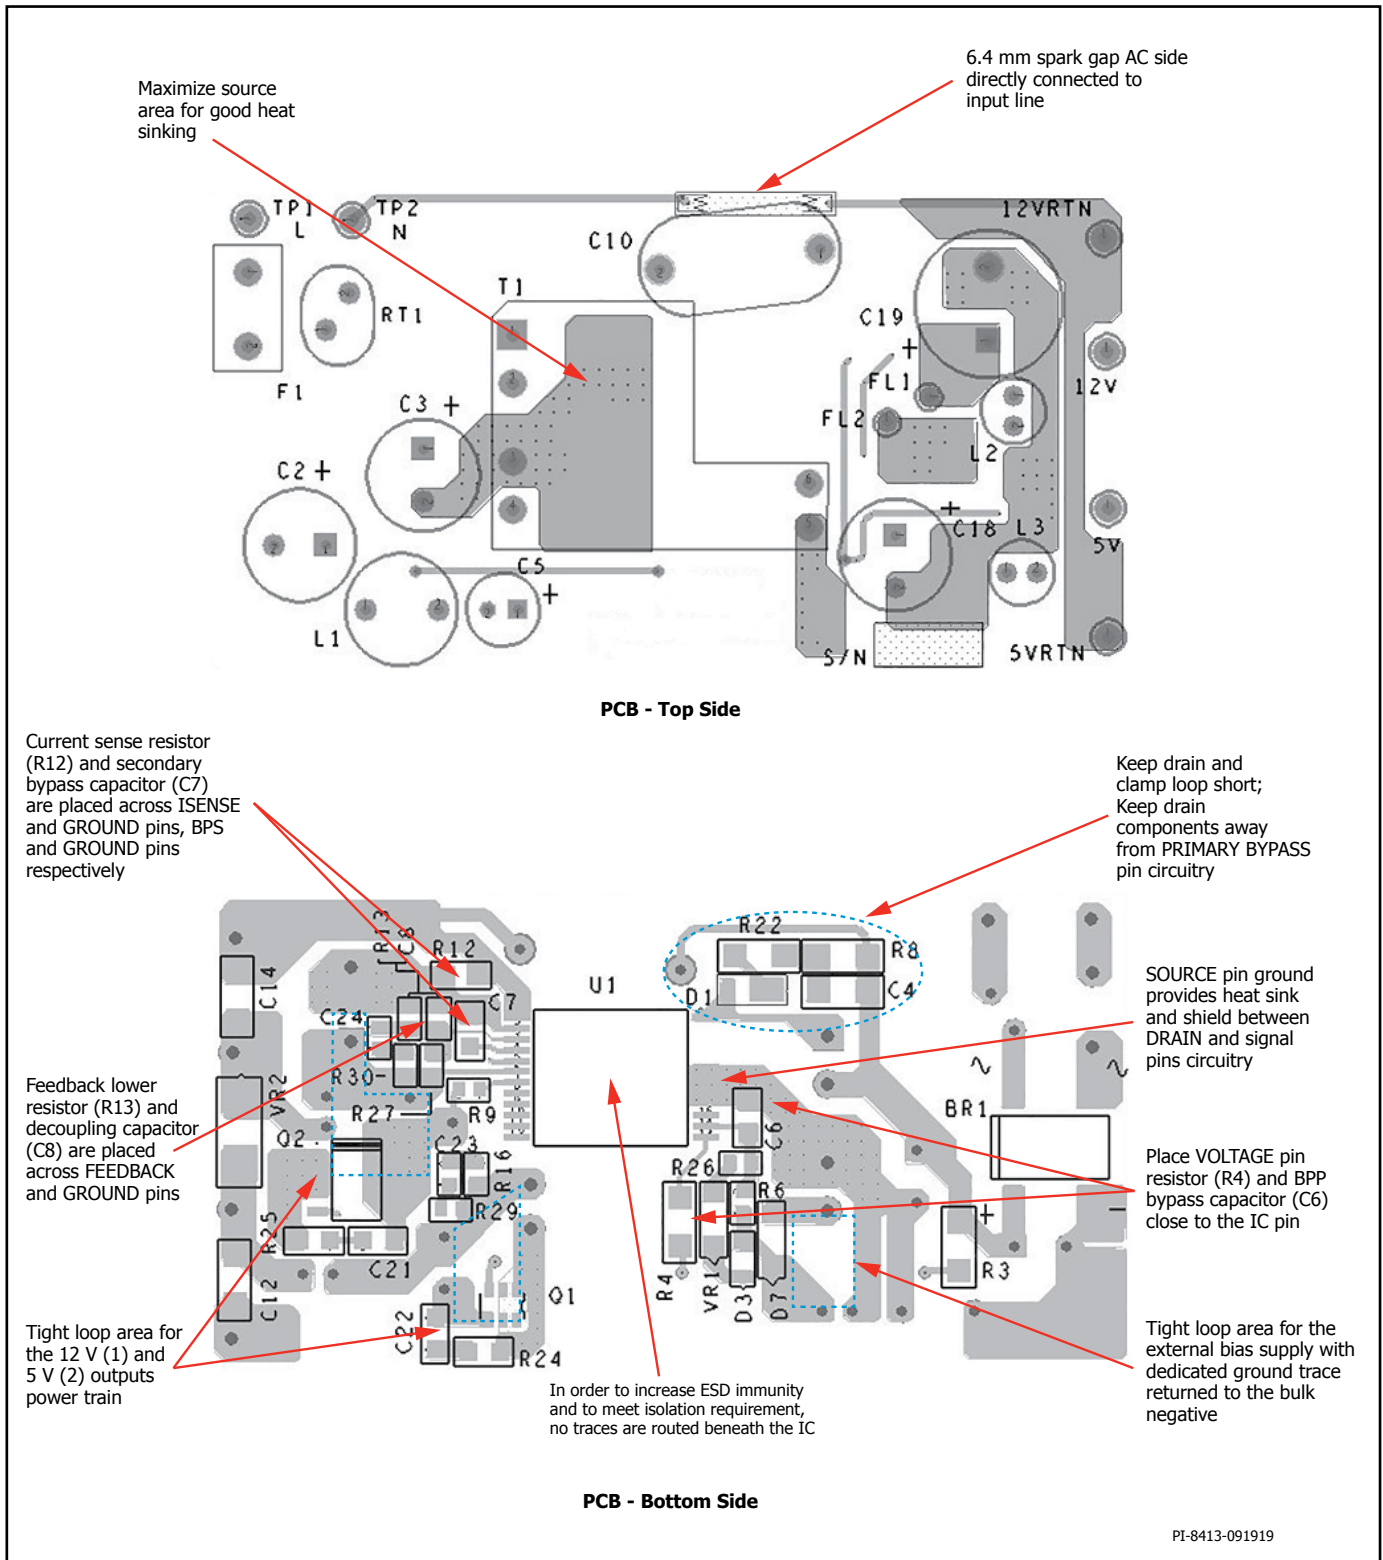 6.4 mm spark gap AC side
directly connected to
input line
Maximize source
area for good heat
sinking
TP1
L
TP2
N
12VRTN
C10
T1
RT1
C19
+
F1
FL1
12V
C3 +
FL2
L2
C2 +
+
C18
L3
5V
C5
+
L1
S/N
5VRTN
PCB - Top Side
Current sense resistor
(R12) and secondary
bypass capacitor (C7)
are placed across ISENSE
and GROUND pins, BPS
and GROUND pins
respectively
Keep drain and
clamp loop short;
Keep drain
components away
from PRIMARY BYPASS
pin circuitry
R13
C8
R12
R22
R8
C14
U1
D1
C4
C7
C24
SOURCE pin ground
provides heat sink
and shield between
DRAIN and signal
pins circuitry
Feedback lower
resistor (R13) and
decoupling capacitor
(C8) are placed
across FEEDBACK
and GROUND pins
VR2
R30
R27
R9
BR1
C6
Q2
C23
R16
R26
R6
Place VOLTAGE pin
resistor (R4) and BPP
bypass capacitor (C6)
close to the IC pin
R25
R29
+
-
C21
R4
VR1
D3
D7
R3
C12
Q1
C22
R24
Tight loop area for
the 12 V (1) and
5 V (2) outputs
power train
In order to increase ESD immunity
and to meet isolation requirement,
no traces are routed beneath the IC
Tight loop area for the
external bias supply with
dedicated ground trace
returned to the bulk
negative
PCB - Bottom Side
PI-8413-091919